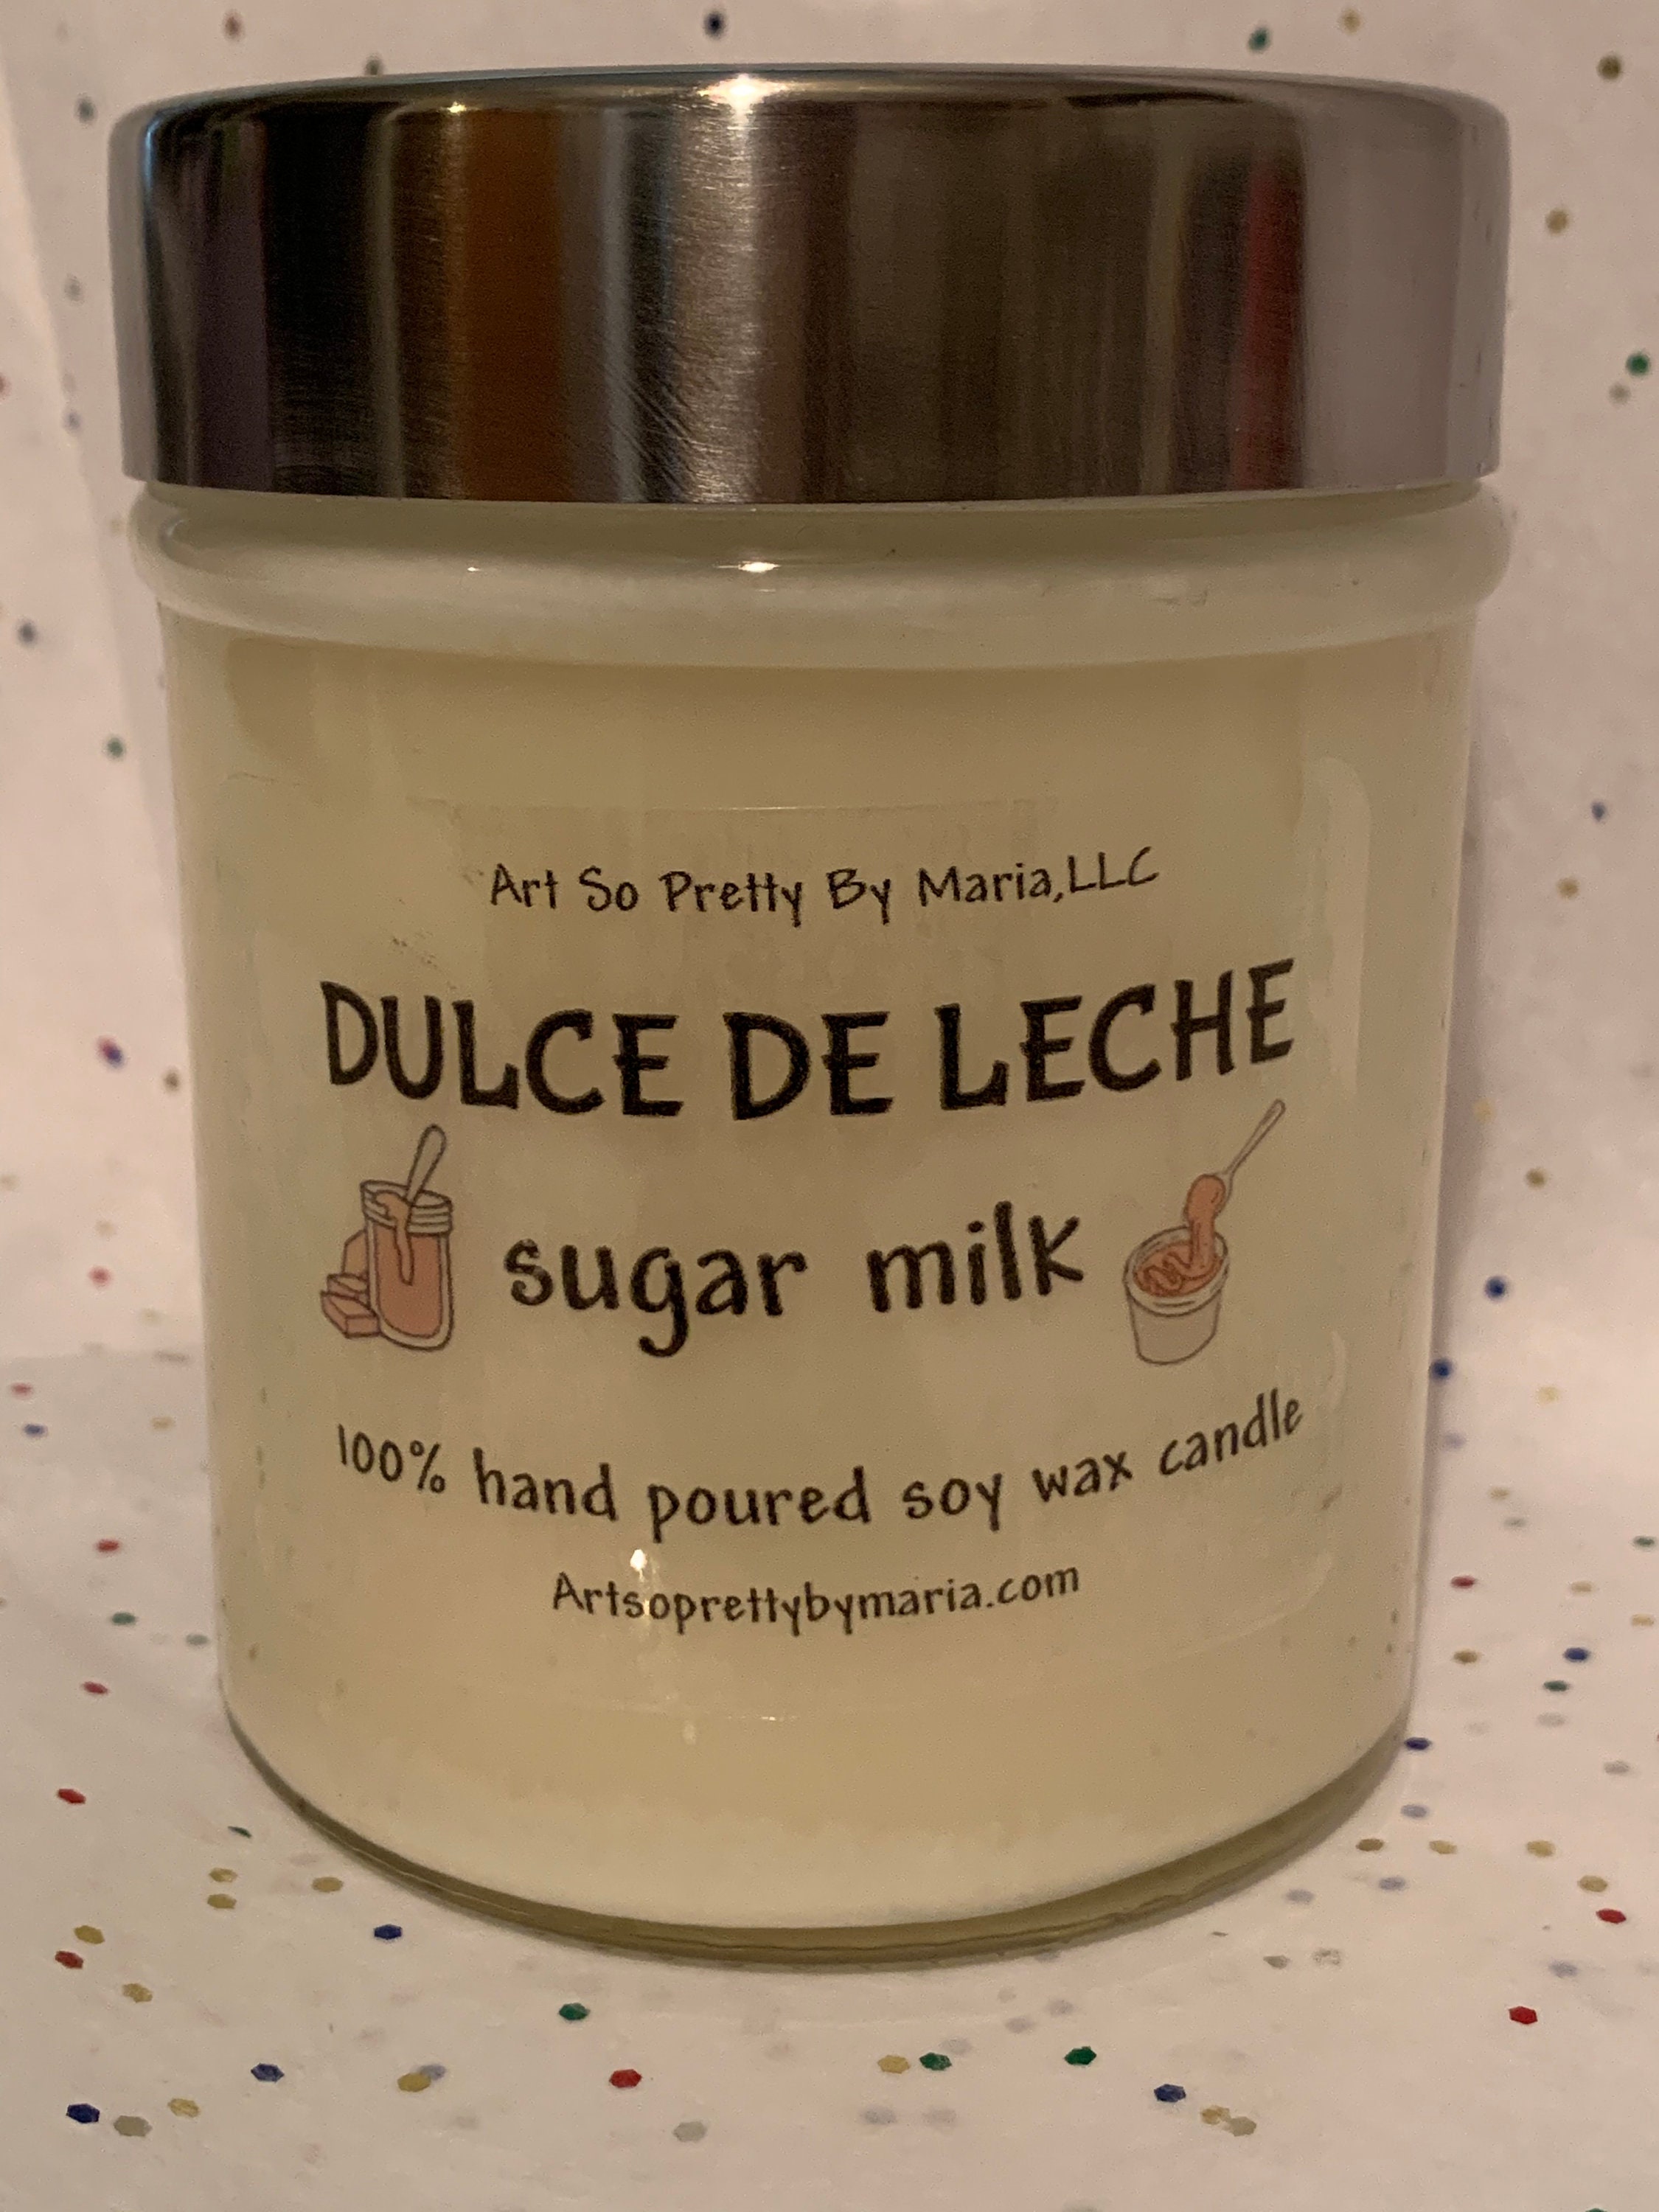 Art So Pretty By Maria,LLC
DULCE DE LECHE
sugar milk
100% hand poured soy wax candle
Artsoprettybymaria.com